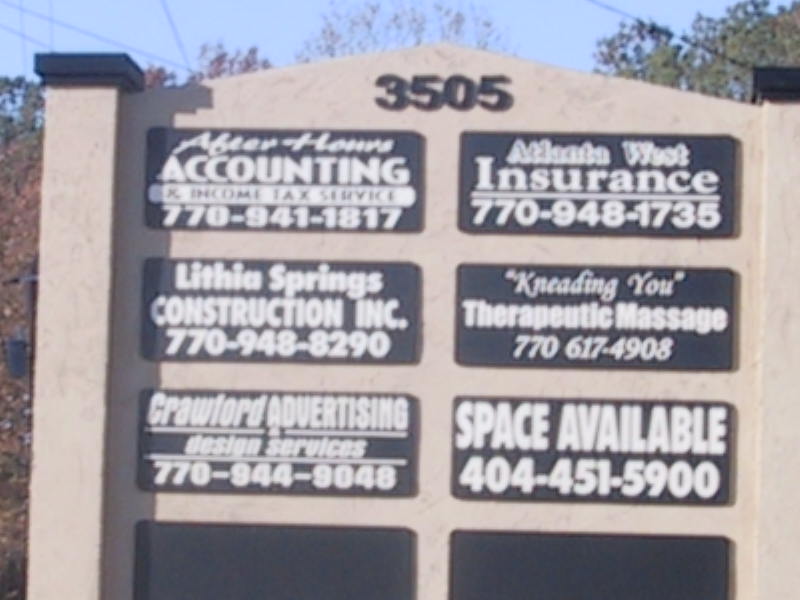 3505
After Hours
ACCOUNTING
& INCOME TAX SERVICE
770-941-1817
Atlanta West
Insurance
770-948-1735
Lithia Springs
CONSTRUCTION INC.
770-948-8290
"Kneading You"
Therapeutic Massage
770 617-4908
Crawford ADVERTISING
design services
770-944-9048
SPACE AVAILABLE
404-451-5900